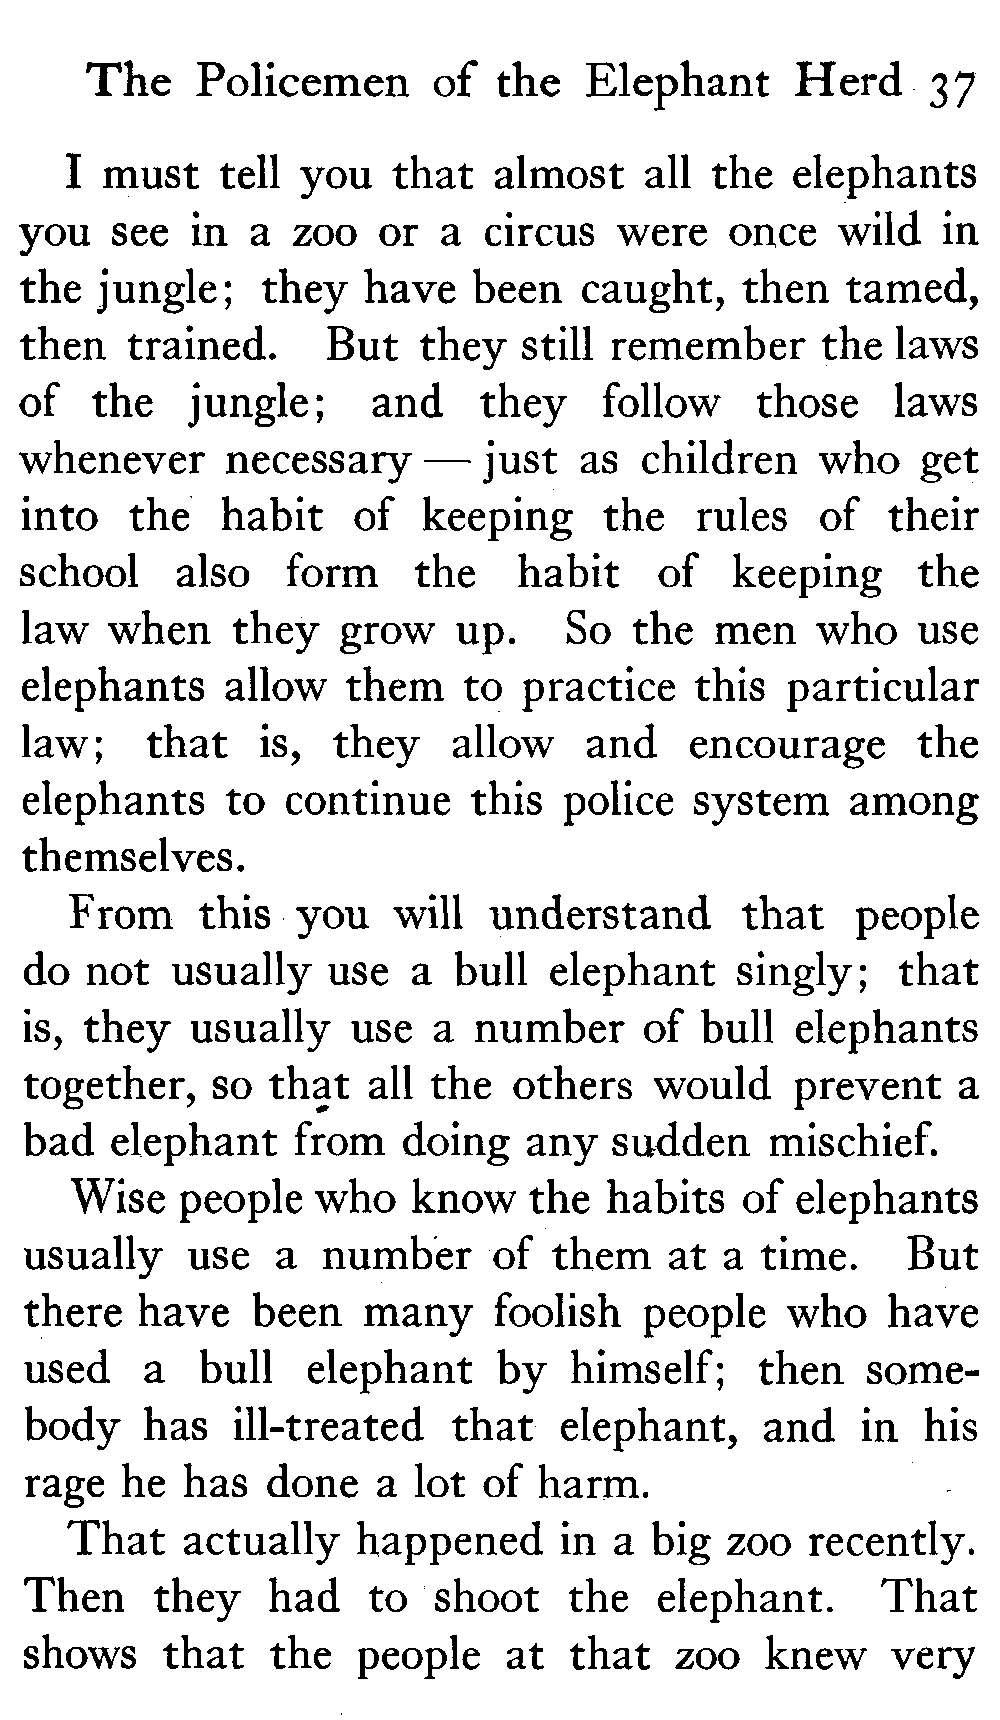 The Policemen of the Elephant Herd 37
I must tell you that almost all the elephants
you see in a zoo or a circus were once wild in
the jungle; they have been caught, then tamed,
then trained. But they still remember the laws
of the jungle; and they follow those laws
whenever necessary — just as children who get
into the habit of keeping the rules of their
school also form the habit of keeping the
law when they grow up. So the men who use
elephants allow them to practice this particular
law; that is, they allow and encourage the
elephants to continue this police system among
themselves.
From this you will understand that people
do not usually use a bull elephant singly; that
is, they usually use a number of bull elephants
together, so that all the others would prevent a
bad elephant from doing any sudden mischief.
Wise people who know the habits of elephants
usually use a number of them at a time. But
there have been many foolish people who have
used a bull elephant by himself; then some-
body has ill-treated that elephant, and in his
rage he has done a lot of harm.
That actually happened in a big zoo recently.
Then they had to shoot the elephant. That
shows that the people at that zoo knew very